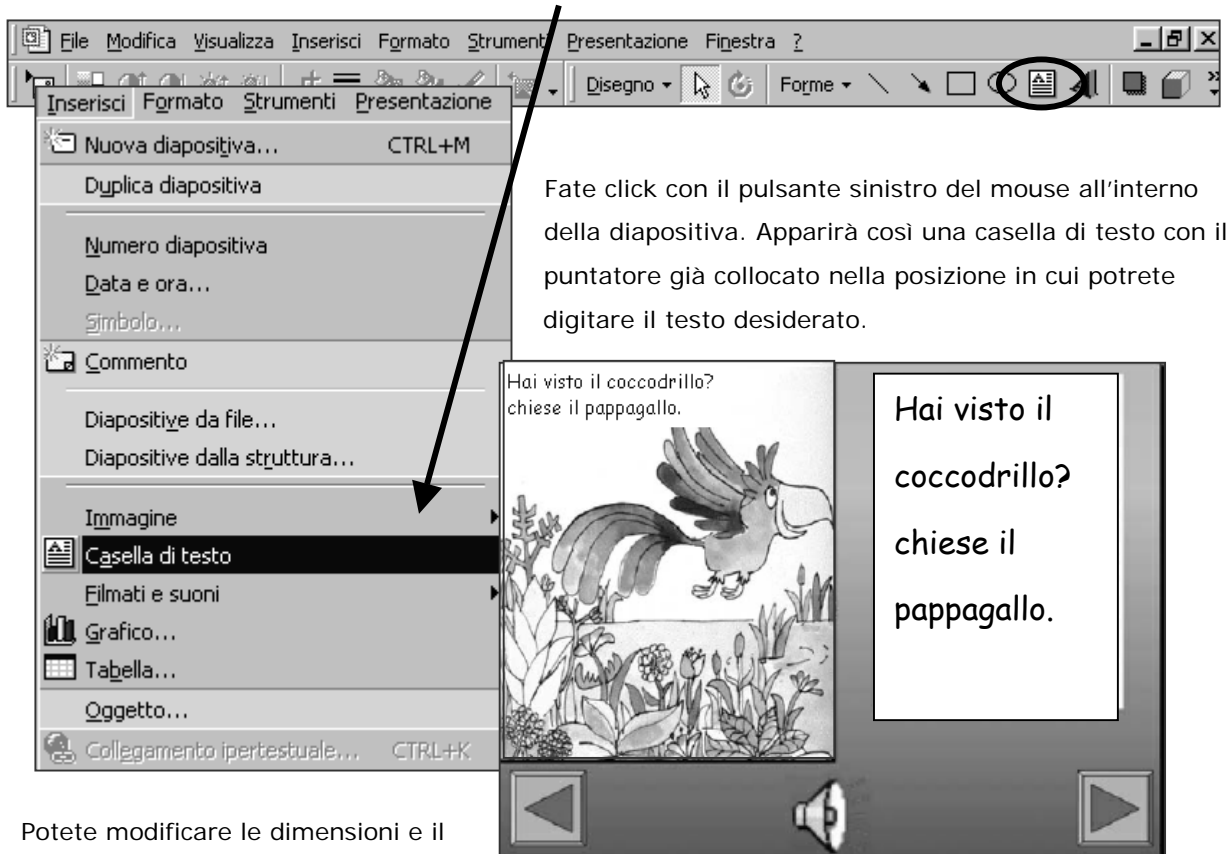 File Modifica Visualizza Inserisci Formato Strumenti Presentazione Finestra ?
Disegno Forme
Inserisci Formato Strumenti Presentazione
Nuova diapositiva... CTRL+M
Duplica diapositiva
Numero diapositiva
Data e ora...
Simbolo...
Commento
Diapositive da file...
Diapositive dalla struttura...
Immagine
Casella di testo
Filmati e suoni
Grafico...
Tabella...
Oggetto...
Collegamento ipertestuale... CTRL+K
Fate click con il pulsante sinistro del mouse all'interno
della diapositiva. Apparirà così una casella di testo con il
puntatore già collocato nella posizione in cui potrete
digitare il testo desiderato.
Hai visto il coccodrillo?
chiese il pappagallo.
Hai visto il
coccodrillo?
chiese il
pappagallo.
Potete modificare le dimensioni e il